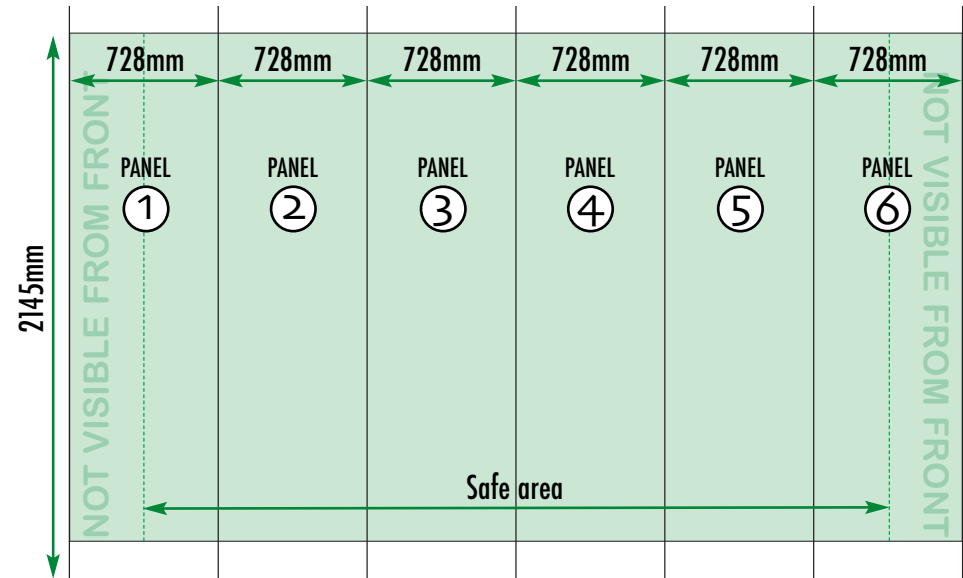 728mm 728mm 728mm 728mm 728mm 728mm
PANEL PANEL PANEL PANEL PANEL PANEL
1 2 3 4 5 6
2145mm
NOT VISIBLE FROM FRONT
NOT VISIBLE FROM FRONT
Safe area